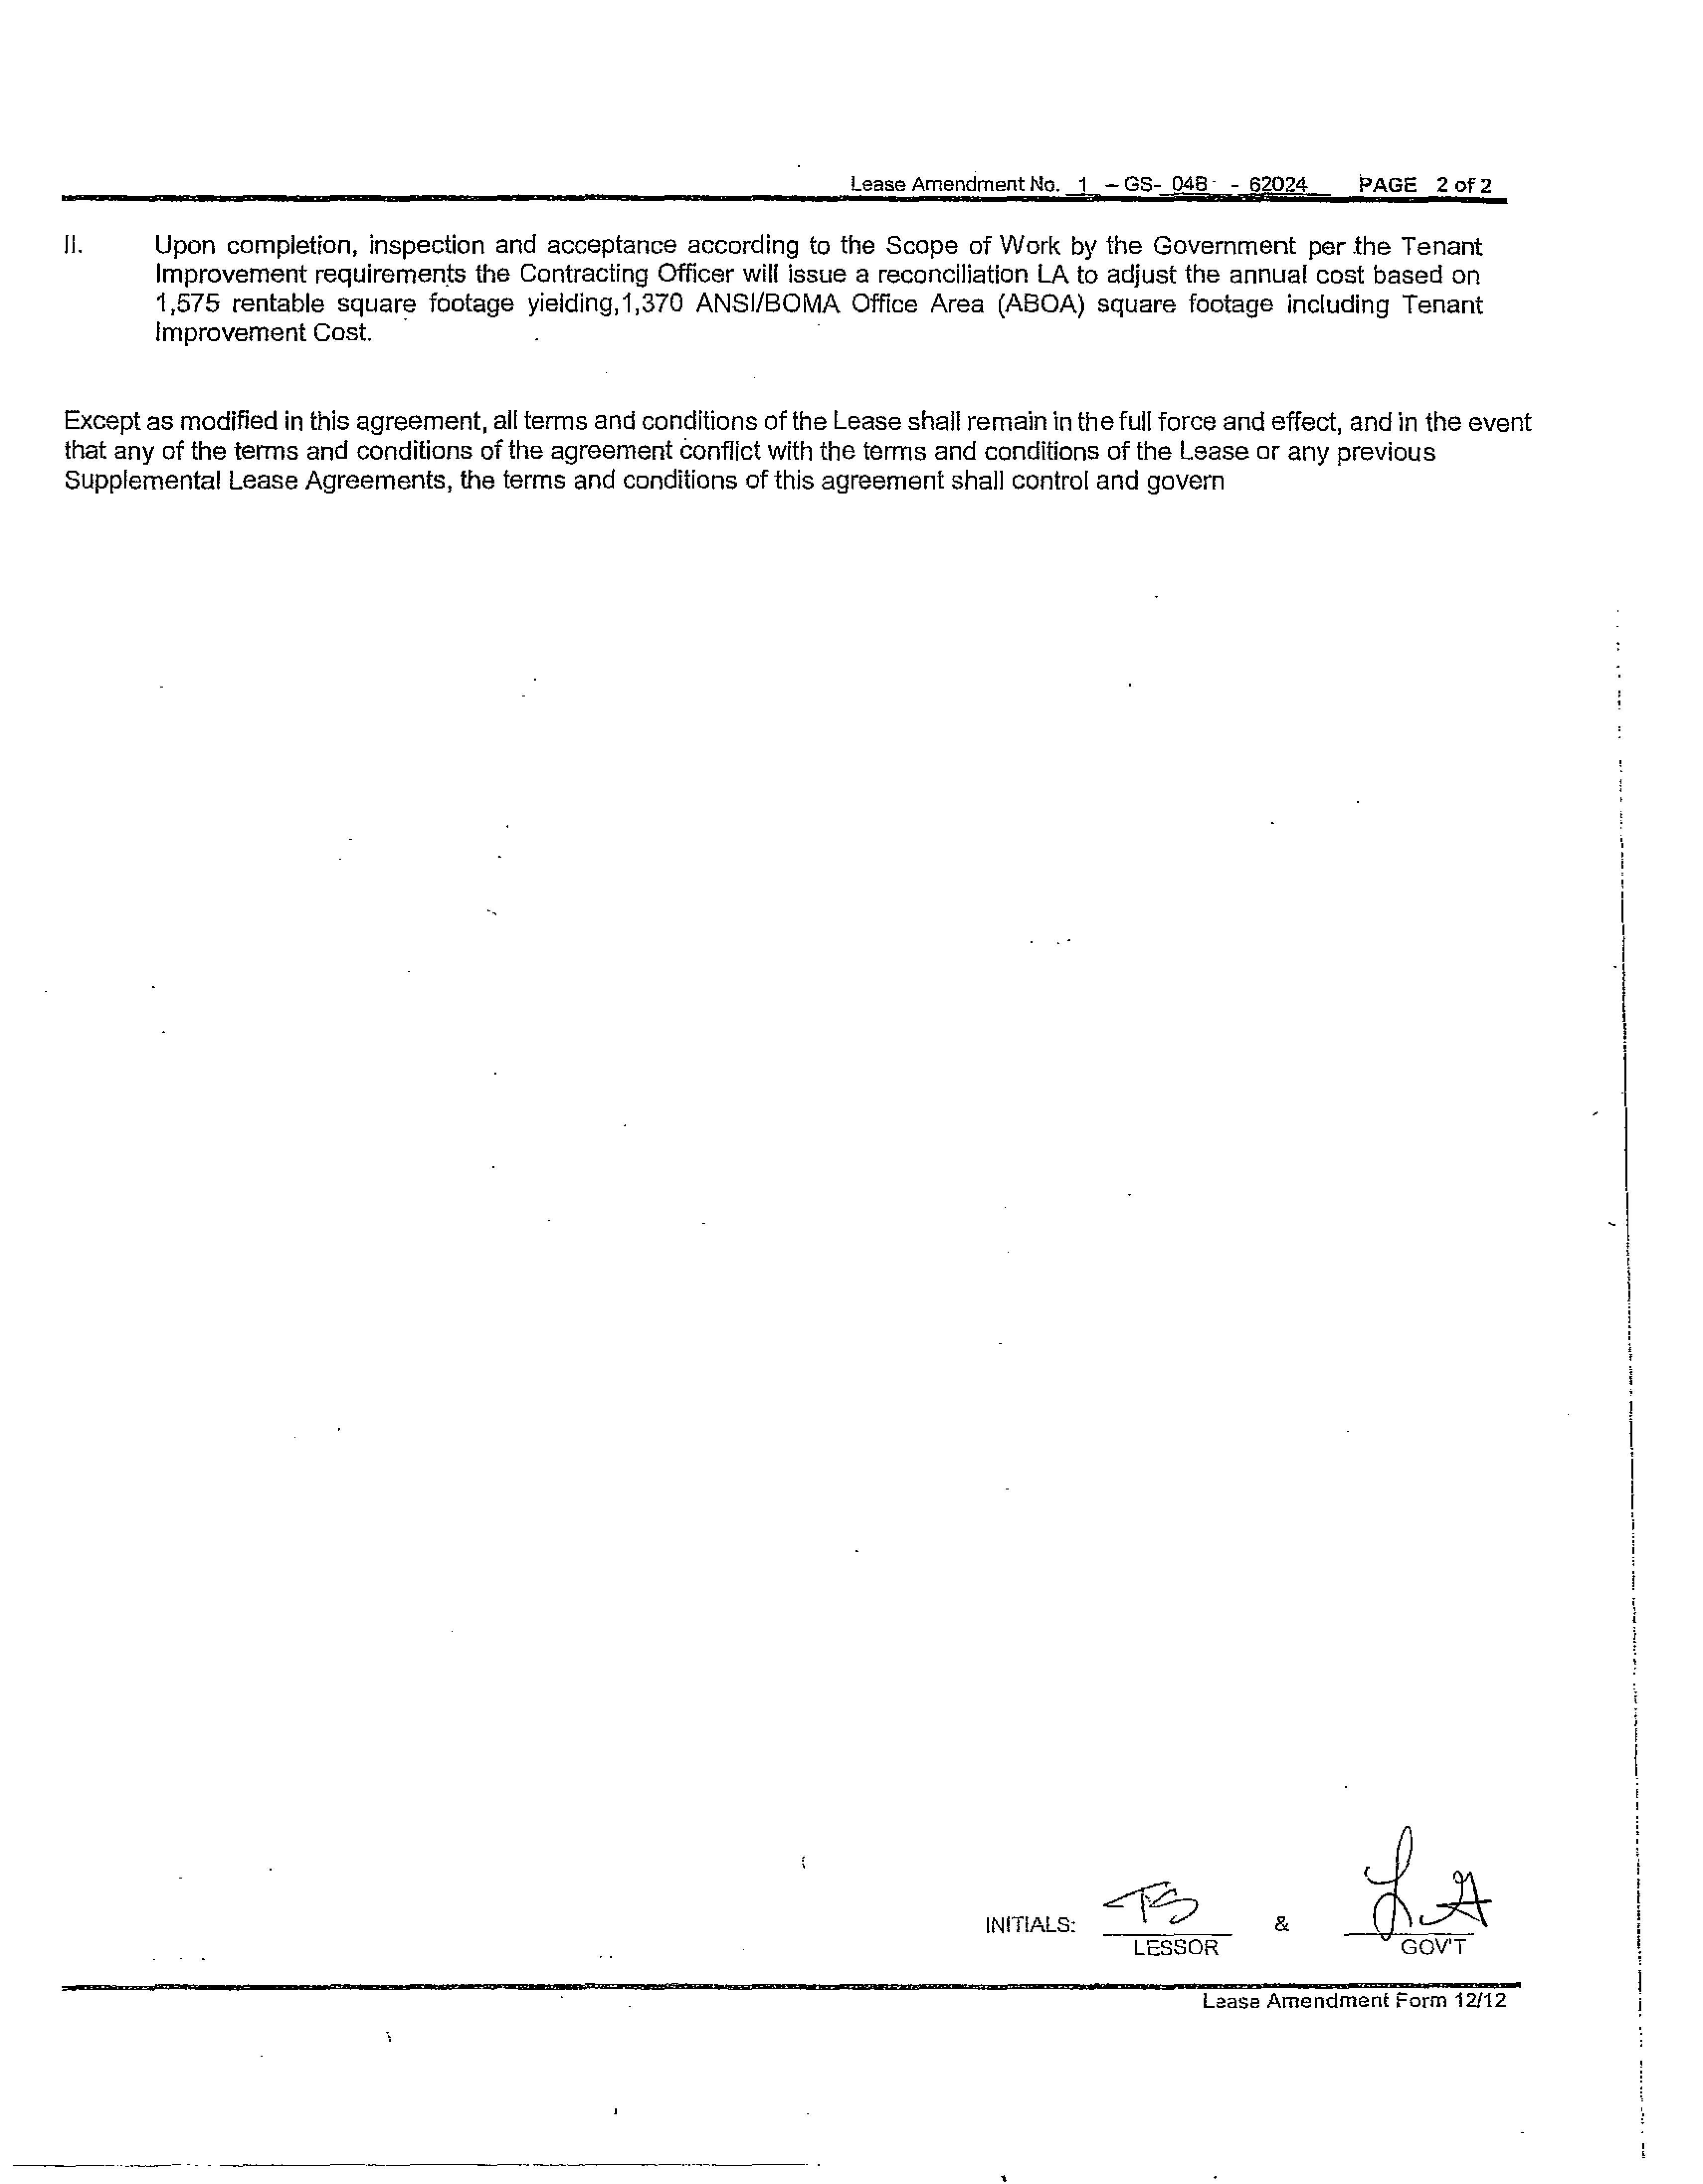 Lease Amendment No. 1 – GS- 04B - 62024 PAGE 2 of 2
II. Upon completion, inspection and acceptance according to the Scope of Work by the Government per the Tenant
Improvement requirements the Contracting Officer will issue a reconciliation LA to adjust the annual cost based on
1,575 rentable square footage yielding,1,370 ANSI/BOMA Office Area (ABOA) square footage including Tenant
Improvement Cost.
Except as modified in this agreement, all terms and conditions of the Lease shall remain in the full force and effect, and in the event
that any of the terms and conditions of the agreement conflict with the terms and conditions of the Lease or any previous
Supplemental Lease Agreements, the terms and conditions of this agreement shall control and govern
INITIALS: TS & LA
LESSOR GOV'T
Lease Amendment Form 12/12